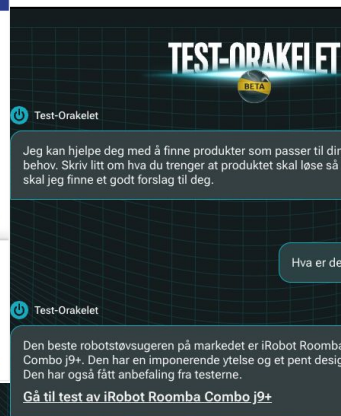 TEST-ORAKELET
BETA
Test-Orakelet
Jeg kan hjelpe deg med å finne produkter som passer til
behov. Skriv litt om hva du trenger at produktet skal løse så
skal jeg finne et godt forslag til deg.
Hva er
Test-Orakelet
Den beste robotstøvsugeren på markedet er iRobot Roomba
Combo j9+. Den har en imponerende ytelse og et pent
Den har også fått anbefaling fra testerne.
Gå til test av iRobot Roomba Combo j9+